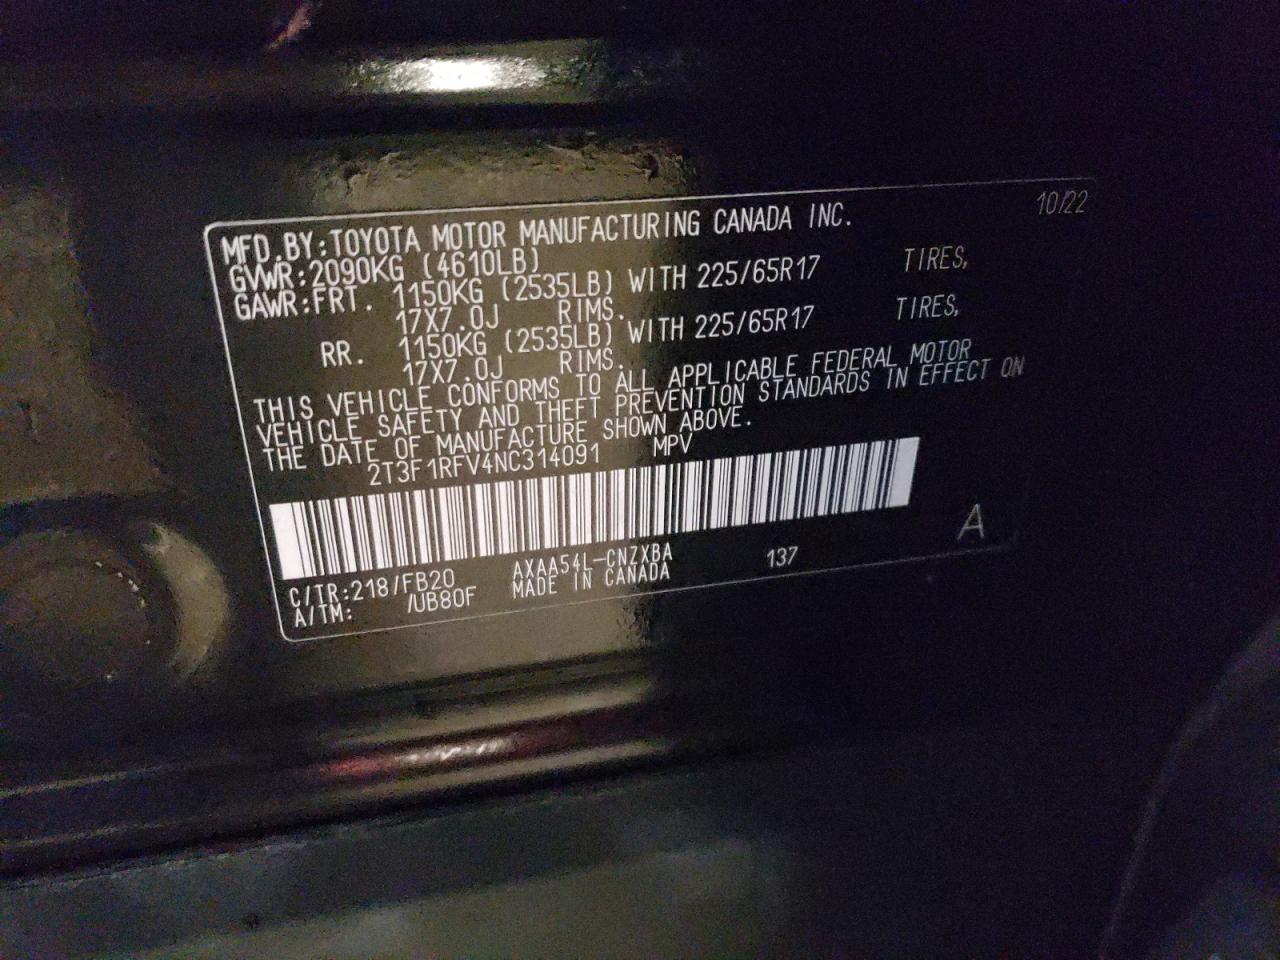 10/22
MFD.BY:TOYOTA MOTOR MANUFACTURING CANADA INC.
GVWR:2090KG (4610LB)
GAWR:FRT. 1150KG (2535LB) WITH 225/65R17 TIRES,
17X7.0J RIMS.
RR. 1150KG (2535LB) WITH 225/65R17 TIRES,
17X7.0J RIMS.
THIS VEHICLE CONFORMS TO ALL APPLICABLE FEDERAL MOTOR
VEHICLE SAFETY AND THEFT PREVENTION STANDARDS IN EFFECT ON
THE DATE OF MANUFACTURE SHOWN ABOVE.
2T3F1RFV4NC314091 MPV
C/TR:218/FB20 AXAA54L-CNZXBA 137 A
A/TM: /UB80F MADE IN CANADA